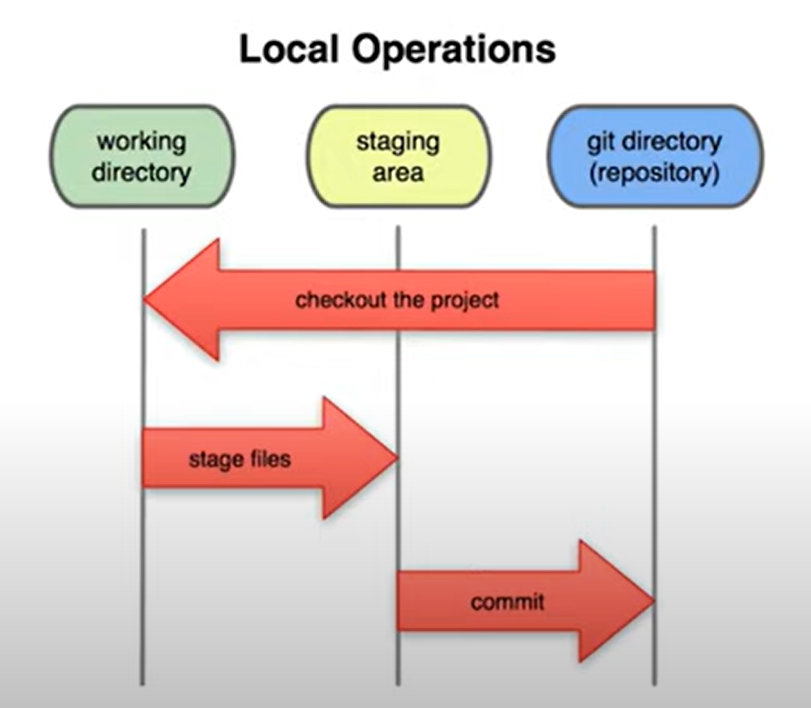 Local Operations
working
directory
staging
area
git directory
(repository)
checkout the project
stage files
commit